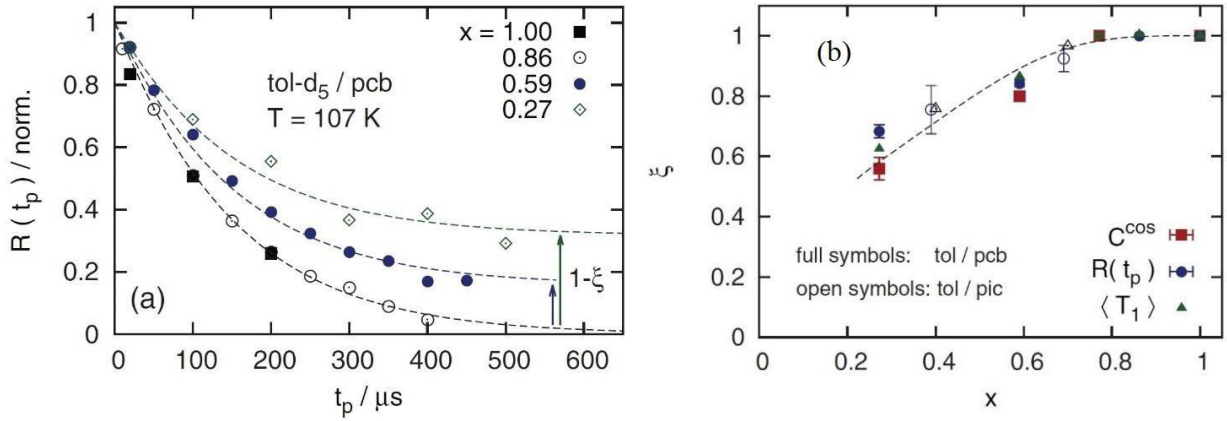 1
0.8
0.6
0.4
0.2
0
R ( t_p ) / norm.
x = 1.00
0.86
0.59
0.27
tol-d₅ / pcb
T = 107 K
(a)
1-ξ
0 100 200 300 400 500 600
t_p / μs
(b)
1
0.8
0.6
0.4
0.2
0
ξ
full symbols: tol / pcb
open symbols: tol / pic
C^cos
R( t_p )
⟨ T₁ ⟩
0 0.2 0.4 0.6 0.8 1
x